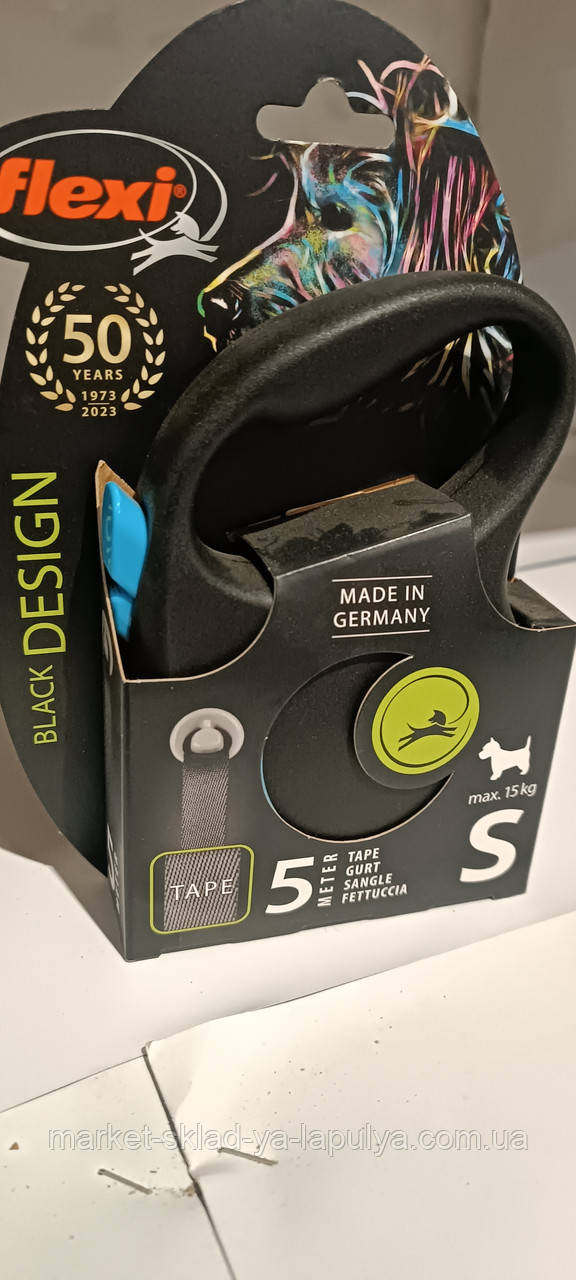 flexi®
50
YEARS
1973
2023
BLACK DESIGN
MADE IN
GERMANY
max. 15 kg
S
TAPE
5 METER
TAPE
GURT
SANGLE
FETTUCCIA
market-sklad-ya-lapulya.com.ua